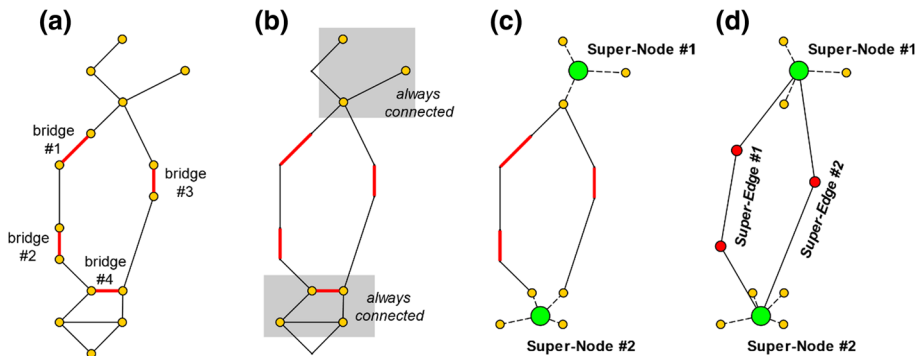 (a)
bridge
#1
bridge
#2
bridge
#3
bridge
#4
(b)
always
connected
always
connected
(c)
Super-Node #1
Super-Node #2
(d)
Super-Node #1
Super-Edge #1
Super-Edge #2
Super-Node #2